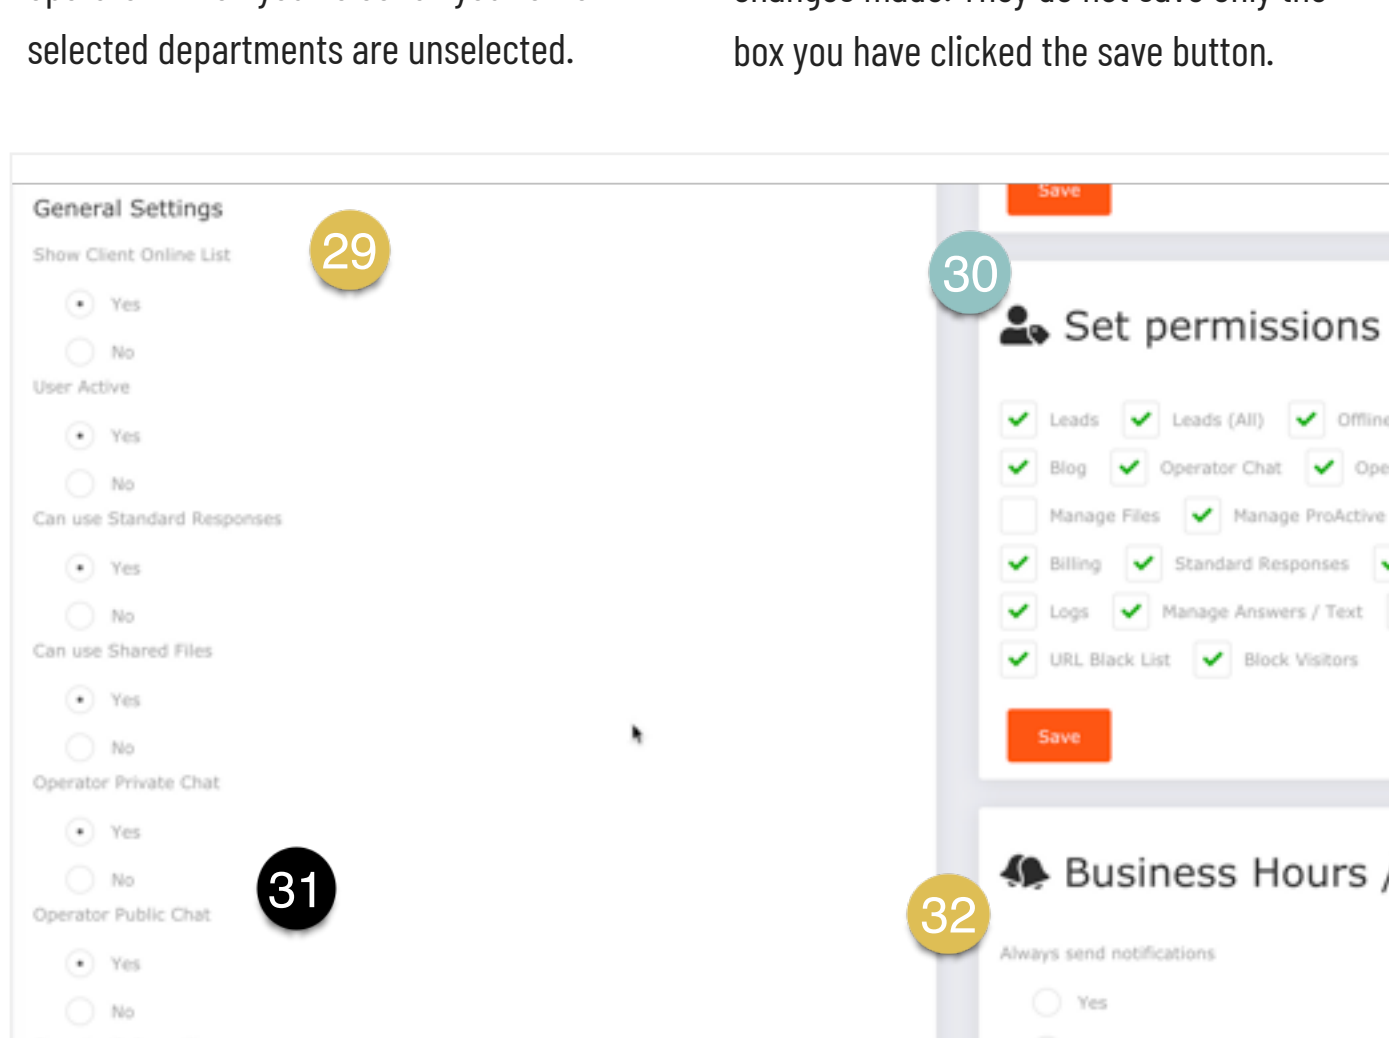 selected departments are unselected.
box you have clicked the save button.
General Settings
29
Show Client Online List
Yes
No
User Active
Yes
No
Can use Standard Responses
Yes
No
Can use Shared Files
Yes
No
Operator Private Chat
Yes
No
31
Operator Public Chat
Yes
No
Save
30
Set permissions
Leads Leads (All)
Blog Operator Chat
Manage Files Manage ProActive
Billing Standard Responses
Logs Manage Answers / Text
URL Black List Block Visitors
Save
Business Hours /
32
Always send notifications
Yes